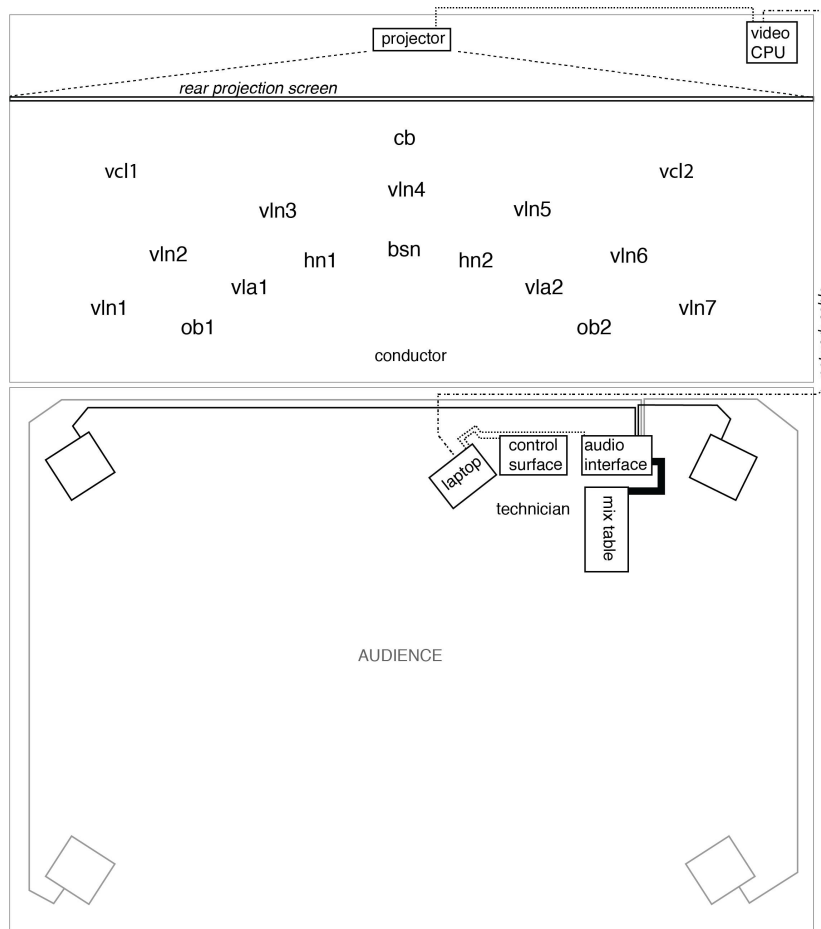 projector
video
CPU
rear projection screen
cb
vcl1
vcl2
vln4
vln3
vln5
vln2
hn1
bsn
hn2
vln6
vla1
vla2
vln1
vln7
ob1
ob2
conductor
laptop
control
surface
audio
interface
technician
mix table
AUDIENCE